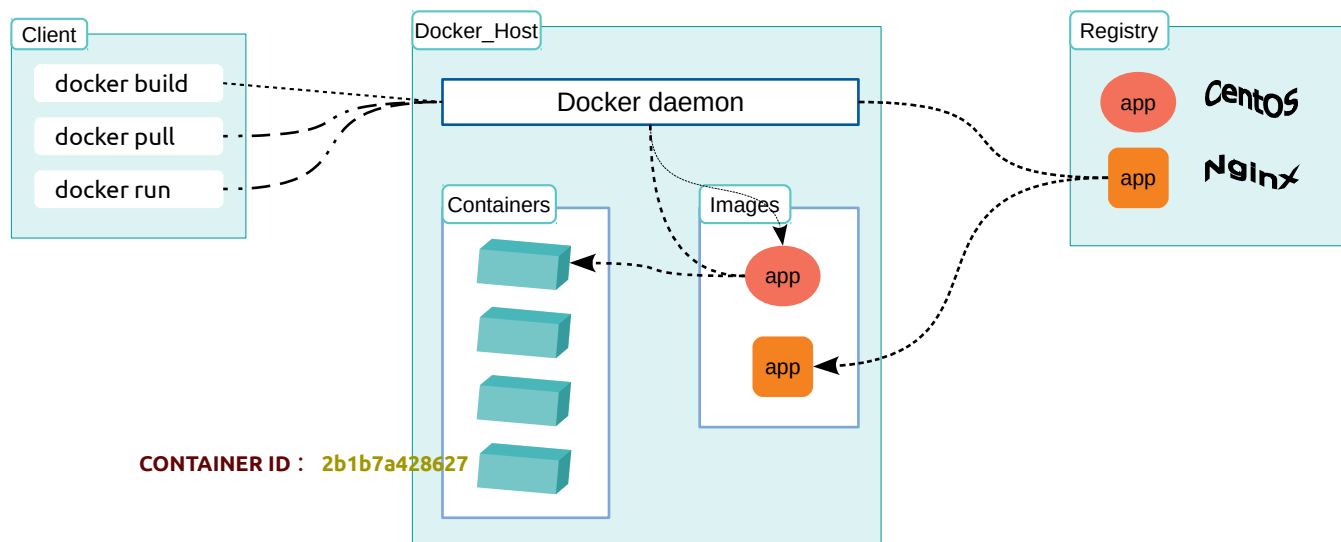 Client
docker build
docker pull
docker run
Docker_Host
Docker daemon
Containers
Images
app
app
CONTAINER ID： 2b1b7a428627
Registry
app
CentOS
app
Nginx